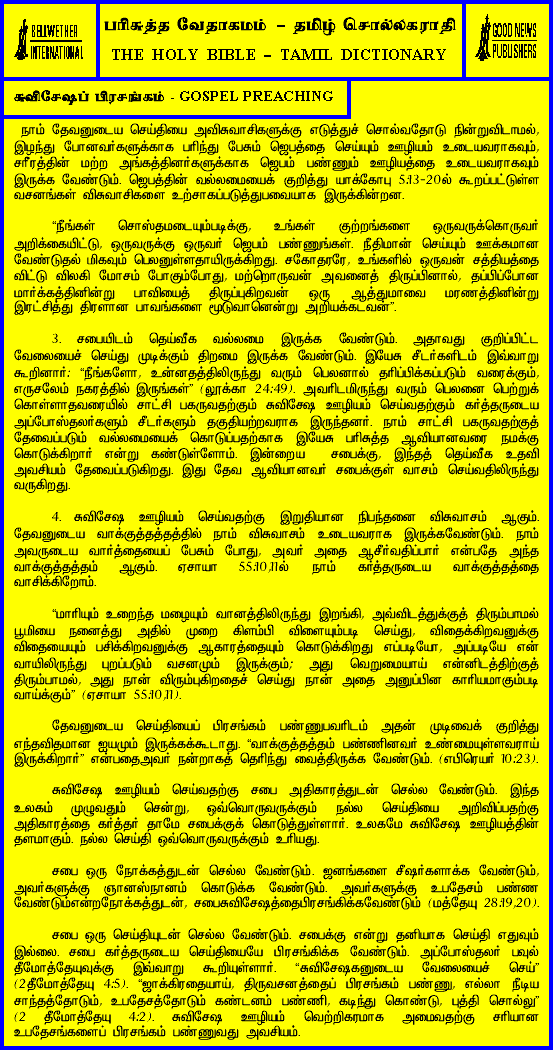 BELLWETHER
INTERNATIONAL
பரிசுத்த வேதாகமம் - தமிழ் சொல்லகராதி
THE HOLY BIBLE - TAMIL DICTIONARY
GOOD NEWS
PUBLISHERS
சுவிசேஷப் பிரசங்கம் - GOSPEL PREACHING
நாம் தேவனுடைய செய்தியை அவிசுவாசிகளுக்கு எடுத்துச் சொல்வதோடு நின்றுவிடாமல்,
இழந்து போனவர்களுக்காக பரிந்து பேசும் ஜெபத்தை செய்யும் ஊழியம் உடையவராகவும்,
சரீரத்தின் மற்ற அங்கத்தினர்களுக்காக ஜெபம் பண்ணும் ஊழியத்தை உடையவராகவும்
இருக்க வேண்டும். ஜெபத்தின் வல்லமையைக் குறித்து யாக்கோபு 5:13-20ல் கூறப்பட்டுள்ள
வசனங்கள் விசுவாசிகளை உற்சாகப்படுத்துபவையாக இருக்கின்றன.
“நீங்கள் சொஸ்தமடையும்படிக்கு, உங்கள் குற்றங்களை ஒருவருக்கொருவர்
அறிக்கையிட்டு, ஒருவருக்கு ஒருவர் ஜெபம் பண்ணுங்கள். நீதிமான் செய்யும் ஊக்கமான
வேண்டுதல் மிகவும் பெலனுள்ளதாயிருக்கிறது. சகோதரரே, உங்களில் ஒருவன் சத்தியத்தை
விட்டு விலகி மோசம் போகும்போது, மற்றொருவன் அவனைத் திருப்பினால், தப்பிப்போன
மார்க்கத்தினின்று பாவியைத் திருப்புகிறவன் ஒரு ஆத்துமாவை மரணத்தினின்று
இரட்சித்து திரளான பாவங்களை மூடுவானென்று அறியக்கடவன்”.
3. சபையிடம் தெய்வீக வல்லமை இருக்க வேண்டும். அதாவது குறிப்பிட்ட
வேலையைச் செய்து முடிக்கும் திறமை இருக்க வேண்டும். இயேசு சீடர்களிடம் இவ்வாறு
கூறினார்: “நீங்களோ, உன்னதத்திலிருந்து வரும் பெலனால் தரிப்பிக்கப்படும் வரைக்கும்,
எருசலேம் நகரத்தில் இருங்கள்” (லூக்கா 24:49). அவரிடமிருந்து வரும் பெலனை பெற்றுக்
கொள்ளாதவரையில் சாட்சி பகருவதற்கும் சுவிசேஷ ஊழியம் செய்வதற்கும் கர்த்தருடைய
அப்போஸ்தலர்களும் சீடர்களும் தகுதியற்றவராக இருந்தனர். நாம் சாட்சி பகருவதற்குத்
தேவைப்படும் வல்லமையைக் கொடுப்பதற்காக இயேசு பரிசுத்த ஆவியானவரை நமக்கு
கொடுக்கிறார் என்று கண்டுள்ளோம். இன்றைய சபைக்கு, இந்தத் தெய்வீக உதவி
அவசியம் தேவைப்படுகிறது. இது தேவ ஆவியானவர் சபைக்குள் வாசம் செய்வதிலிருந்து
வருகிறது.
4. சுவிசேஷ ஊழியம் செய்வதற்கு இறுதியான நிபந்தனை விசுவாசம் ஆகும்.
தேவனுடைய வாக்குத்தத்தத்தில் நாம் விசுவாசம் உடையவராக இருக்கவேண்டும். நாம்
அவருடைய வார்த்தையைப் பேசும் போது, அவர் அதை ஆசீர்வதிப்பார் என்பதே அந்த
வாக்குத்தத்தம் ஆகும். ஏசாயா 55:10,11ல் நாம் கர்த்தருடைய வாக்குத்தத்தை
வாசிக்கிறோம்.
“மாரியும் உறைந்த மழையும் வானத்திலிருந்து இறங்கி, அவ்விடத்துக்குத் திரும்பாமல்
பூமியை நனைத்து அதில் முறை கிளம்பி விளையும்படி செய்து, விதைக்கிறவனுக்கு
விதையையும் பசிக்கிறவனுக்கு ஆகாரத்தையும் கொடுக்கிறது எப்படியோ, அப்படியே என்
வாயிலிருந்து புறப்படும் வசனமும் இருக்கும்; அது வெறுமையாய் என்னிடத்திற்குத்
திரும்பாமல், அது நான் விரும்புகிறதைச் செய்து நான் அதை அனுப்பின காரியமாகும்படி
வாய்க்கும்” (ஏசாயா 55:10,11).
தேவனுடைய செய்தியைப் பிரசங்கம் பண்ணுபவரிடம் அதன் முடிவைக் குறித்து
எந்தவிதமான ஐயமும் இருக்கக்கூடாது. “வாக்குத்தத்தம் பண்ணினவர் உண்மையுள்ளவராய்
இருக்கிறார்” என்பதைஅவர் நன்றாகத் தெரிந்து வைத்திருக்க வேண்டும். (எபிரெயர் 10:23).
சுவிசேஷ ஊழியம் செய்வதற்கு சபை அதிகாரத்துடன் செல்ல வேண்டும். இந்த
உலகம் முழுவதும் சென்று, ஒவ்வொருவருக்கும் நல்ல செய்தியை அறிவிப்பதற்கு
அதிகாரத்தை கர்த்தர் தாமே சபைக்குக் கொடுத்துள்ளார். உலகமே சுவிசேஷ ஊழியத்தின்
தளமாகும். நல்ல செய்தி ஒவ்வொருவருக்கும் உரியது.
சபை ஒரு நோக்கத்துடன் செல்ல வேண்டும். ஜனங்களை சீஷர்களாக்க வேண்டும்,
அவர்களுக்கு ஞானஸ்நானம் கொடுக்க வேண்டும். அவர்களுக்கு உபதேசம் பண்ண
வேண்டும்என்றநோக்கத்துடன், சபைசுவிசேஷத்தைபிரசங்கிக்கவேண்டும் (மத்தேயு 28:19,20).
சபை ஒரு செய்தியுடன் செல்ல வேண்டும். சபைக்கு என்று தனியாக செய்தி எதுவும்
இல்லை. சபை கர்த்தருடைய செய்தியையே பிரசங்கிக்க வேண்டும். அப்போஸ்தலர் பவுல்
தீமோத்தேயுவுக்கு இவ்வாறு கூறியுள்ளார். “சுவிசேஷகனுடைய வேலையைச் செய்”
(2தீமோத்தேயு 4:5). “ஜாக்கிரதையாய், திருவசனத்தைப் பிரசங்கம் பண்ணு, எல்லா நீடிய
சாந்தத்தோடும், உபதேசத்தோடும் கண்டனம் பண்ணி, கடிந்து கொண்டு, புத்தி சொல்லு”
(2 தீமோத்தேயு 4:2). சுவிசேஷ ஊழியம் வெற்றிகரமாக அமைவதற்கு சரியான
உபதேசங்களைப் பிரசங்கம் பண்ணுவது அவசியம்.